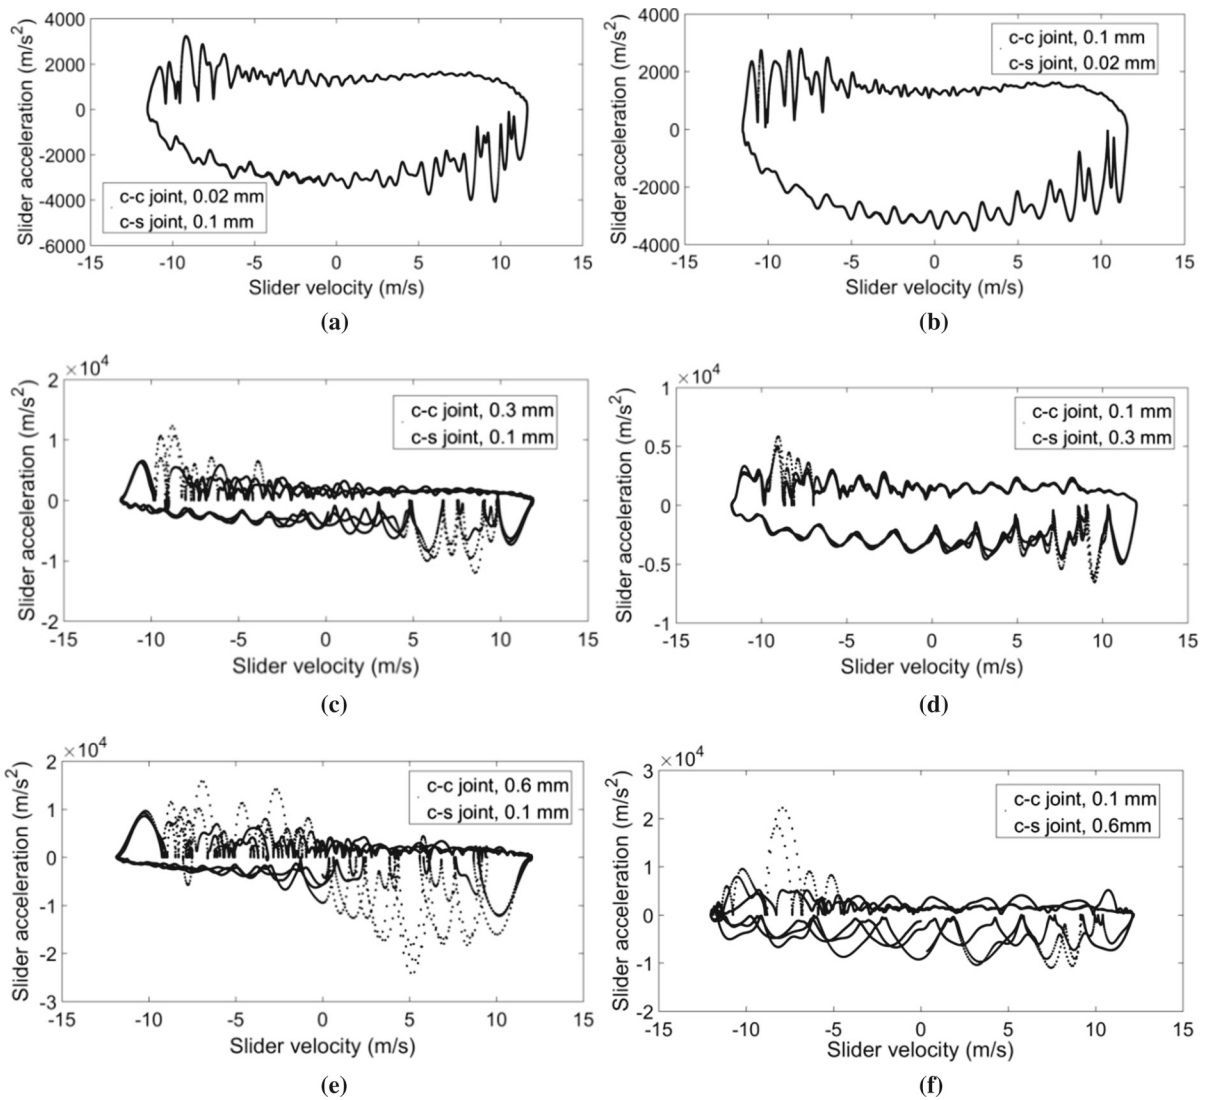 4000
2000
0
-2000
-4000
-6000
-15 -10 -5 0 5 10 15
Slider acceleration (m/s²)
Slider velocity (m/s)
c-c joint, 0.02 mm
c-s joint, 0.1 mm
(a)
4000
2000
0
-2000
-4000
-15 -10 -5 0 5 10 15
Slider acceleration (m/s²)
Slider velocity (m/s)
c-c joint, 0.1 mm
c-s joint, 0.02 mm
(b)
×10⁴
2
1
0
-1
-2
-15 -10 -5 0 5 10 15
Slider acceleration (m/s²)
Slider velocity (m/s)
c-c joint, 0.3 mm
c-s joint, 0.1 mm
(c)
×10⁴
1
0.5
0
-0.5
-1
-15 -10 -5 0 5 10 15
Slider acceleration (m/s²)
Slider velocity (m/s)
c-c joint, 0.1 mm
c-s joint, 0.3 mm
(d)
×10⁴
2
1
0
-1
-2
-3
-15 -10 -5 0 5 10 15
Slider acceleration (m/s²)
Slider velocity (m/s)
c-c joint, 0.6 mm
c-s joint, 0.1 mm
(e)
×10⁴
3
2
1
0
-1
-2
-15 -10 -5 0 5 10 15
Slider acceleration (m/s²)
Slider velocity (m/s)
c-c joint, 0.1 mm
c-s joint, 0.6mm
(f)